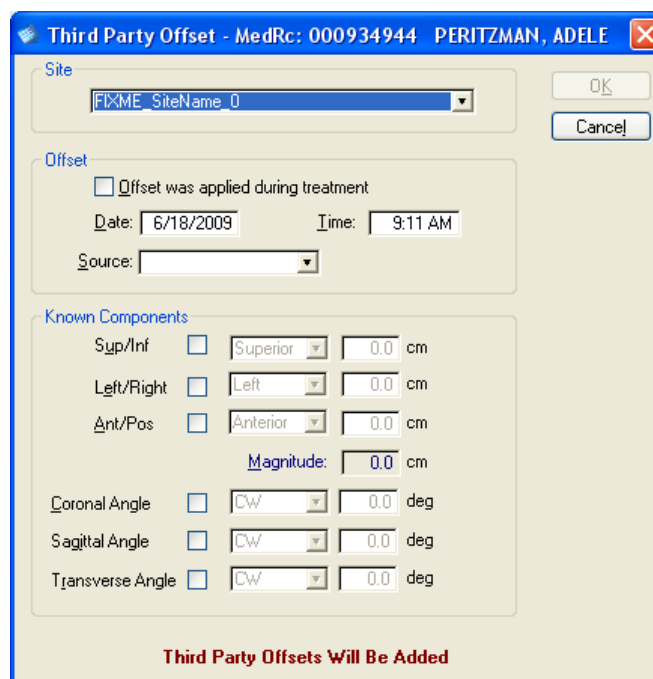 Third Party Offset - MedRc: 000934944 PERITZMAN, ADELE
Site
FIXME_SiteName_0
OK
Cancel
Offset
Offset was applied during treatment
Date: 6/18/2009 Time: 9:11 AM
Source:
Known Components
Sup/Inf Superior 0.0 cm
Left/Right Left 0.0 cm
Ant/Pos Anterior 0.0 cm
Magnitude: 0.0 cm
Coronal Angle CW 0.0 deg
Sagittal Angle CW 0.0 deg
Transverse Angle CW 0.0 deg
Third Party Offsets Will Be Added